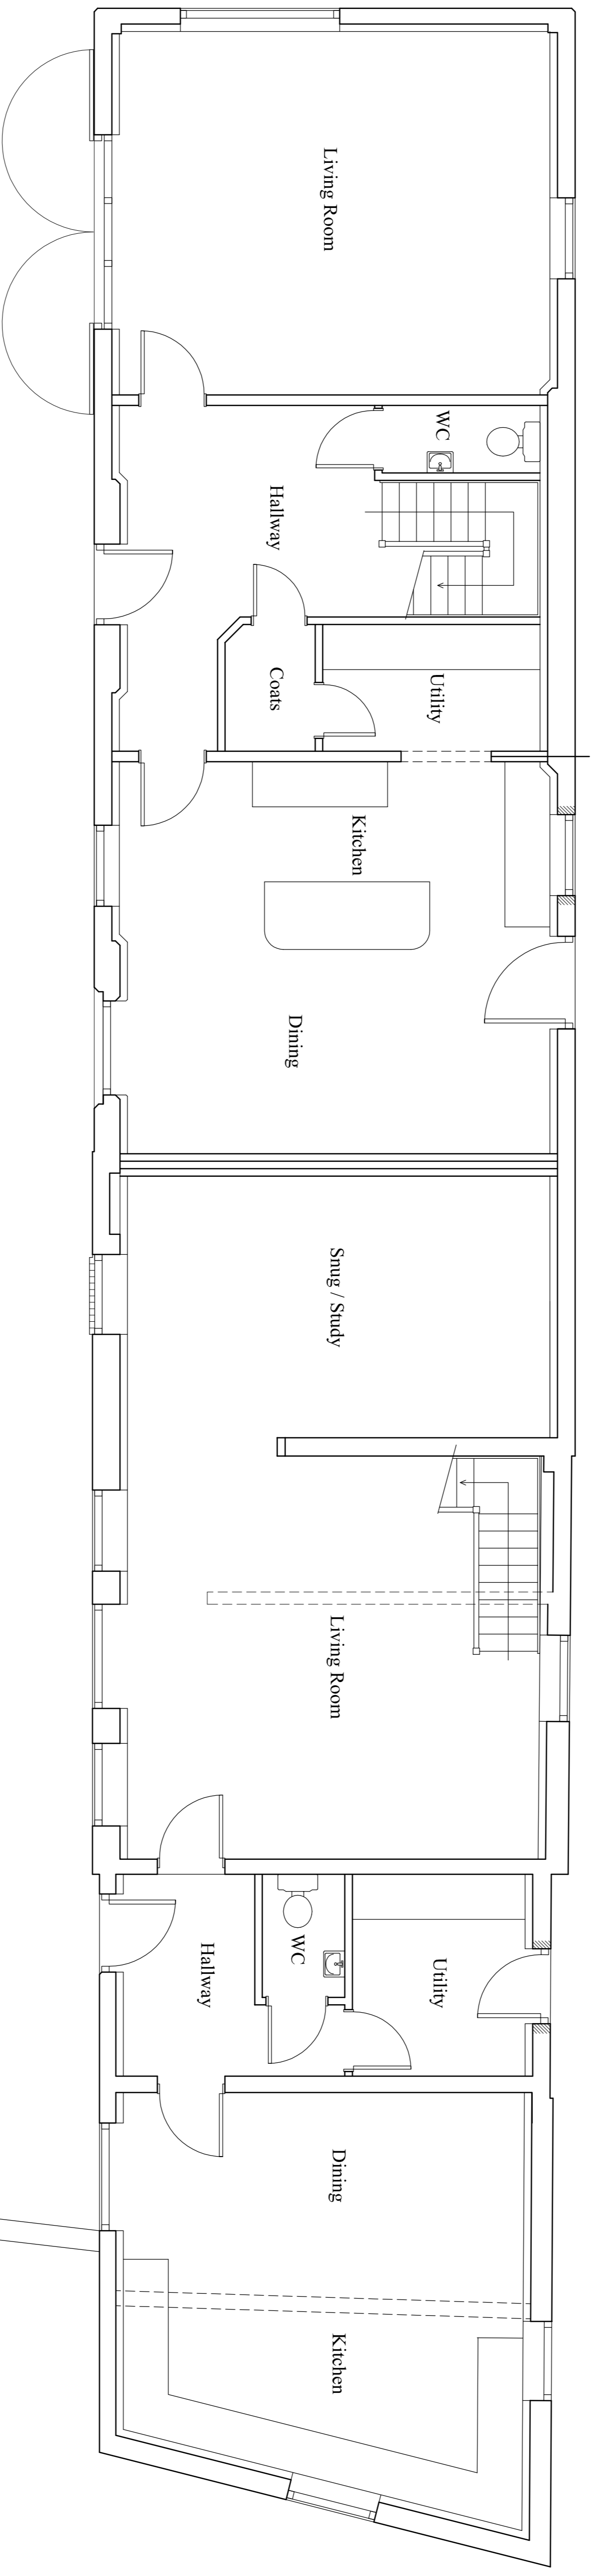 Living Room
WC
Hallway
Coats
Utility
Kitchen
Dining
Snug / Study
Living Room
Hallway
WC
Utility
Dining
Kitchen